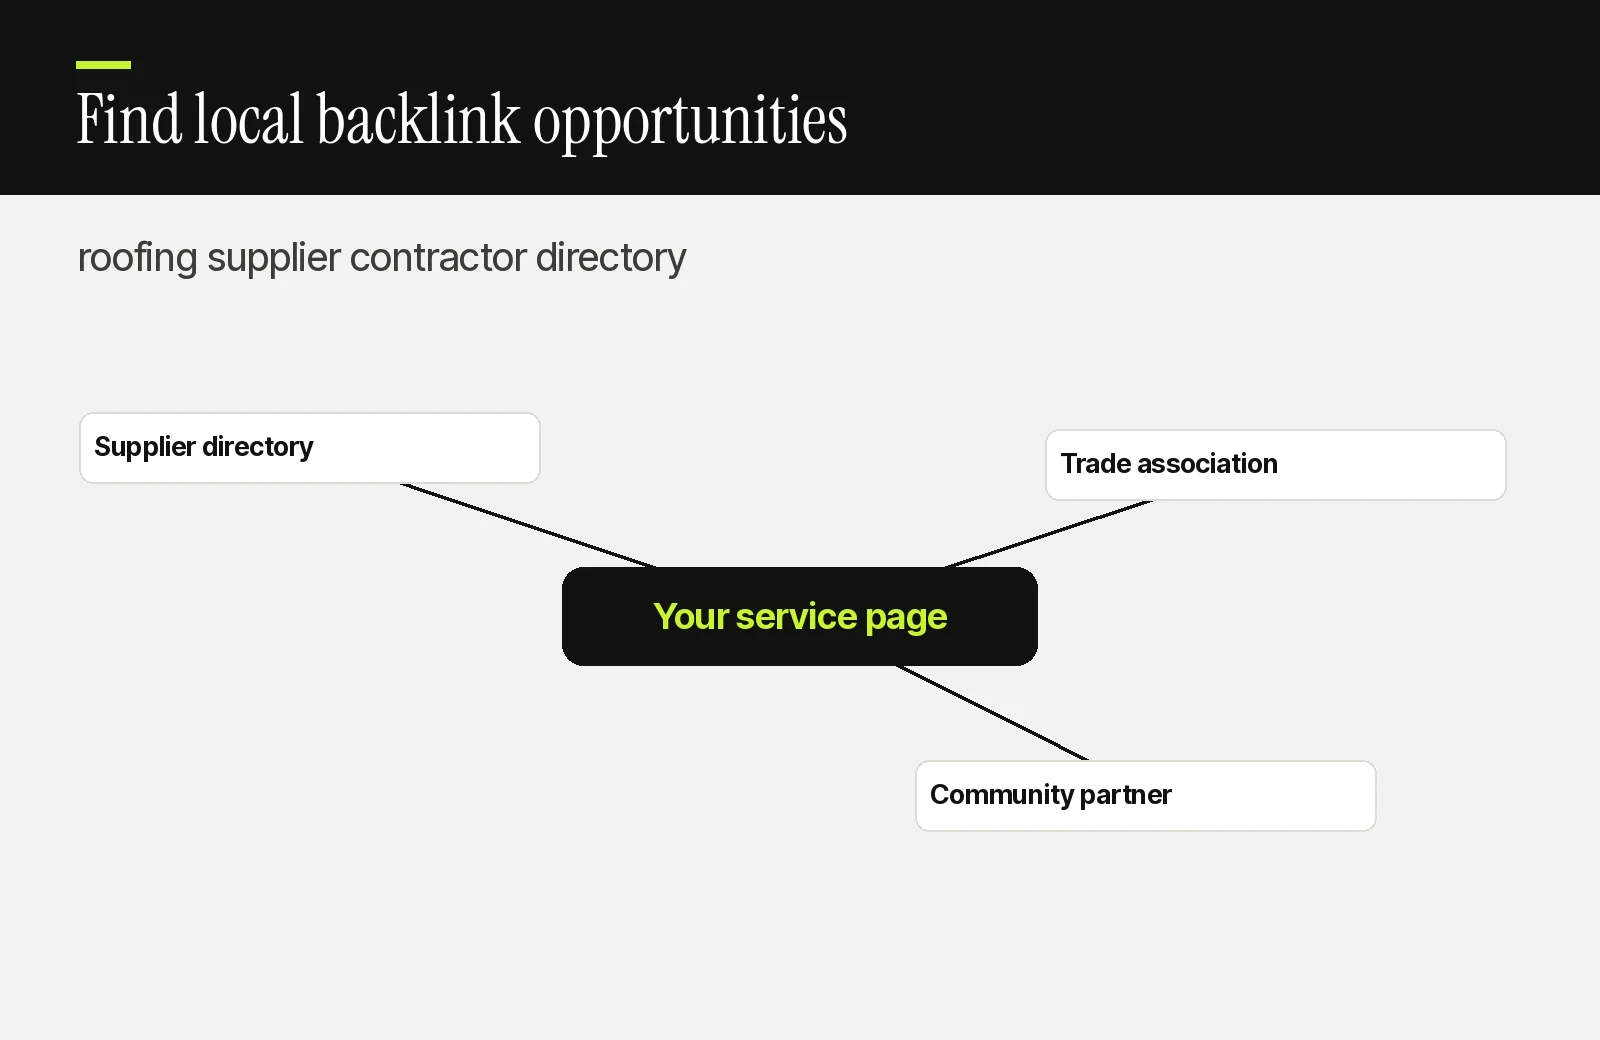 Find local backlink opportunities
roofing supplier contractor directory
Supplier directory
Trade association
Your service page
Community partner